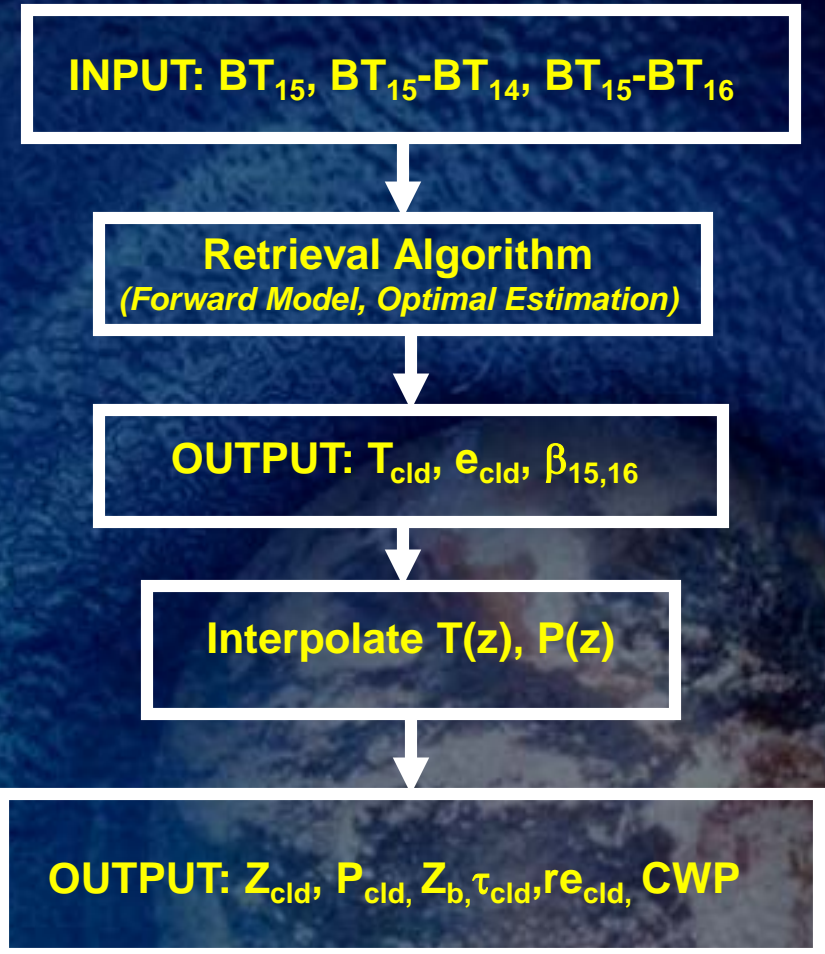 INPUT: BT15, BT15-BT14, BT15-BT16
Retrieval Algorithm
(Forward Model, Optimal Estimation)
OUTPUT: Tcld, ecld, β15,16
Interpolate T(z), P(z)
OUTPUT: Zcld, Pcld, Zb,τcld,recld, CWP